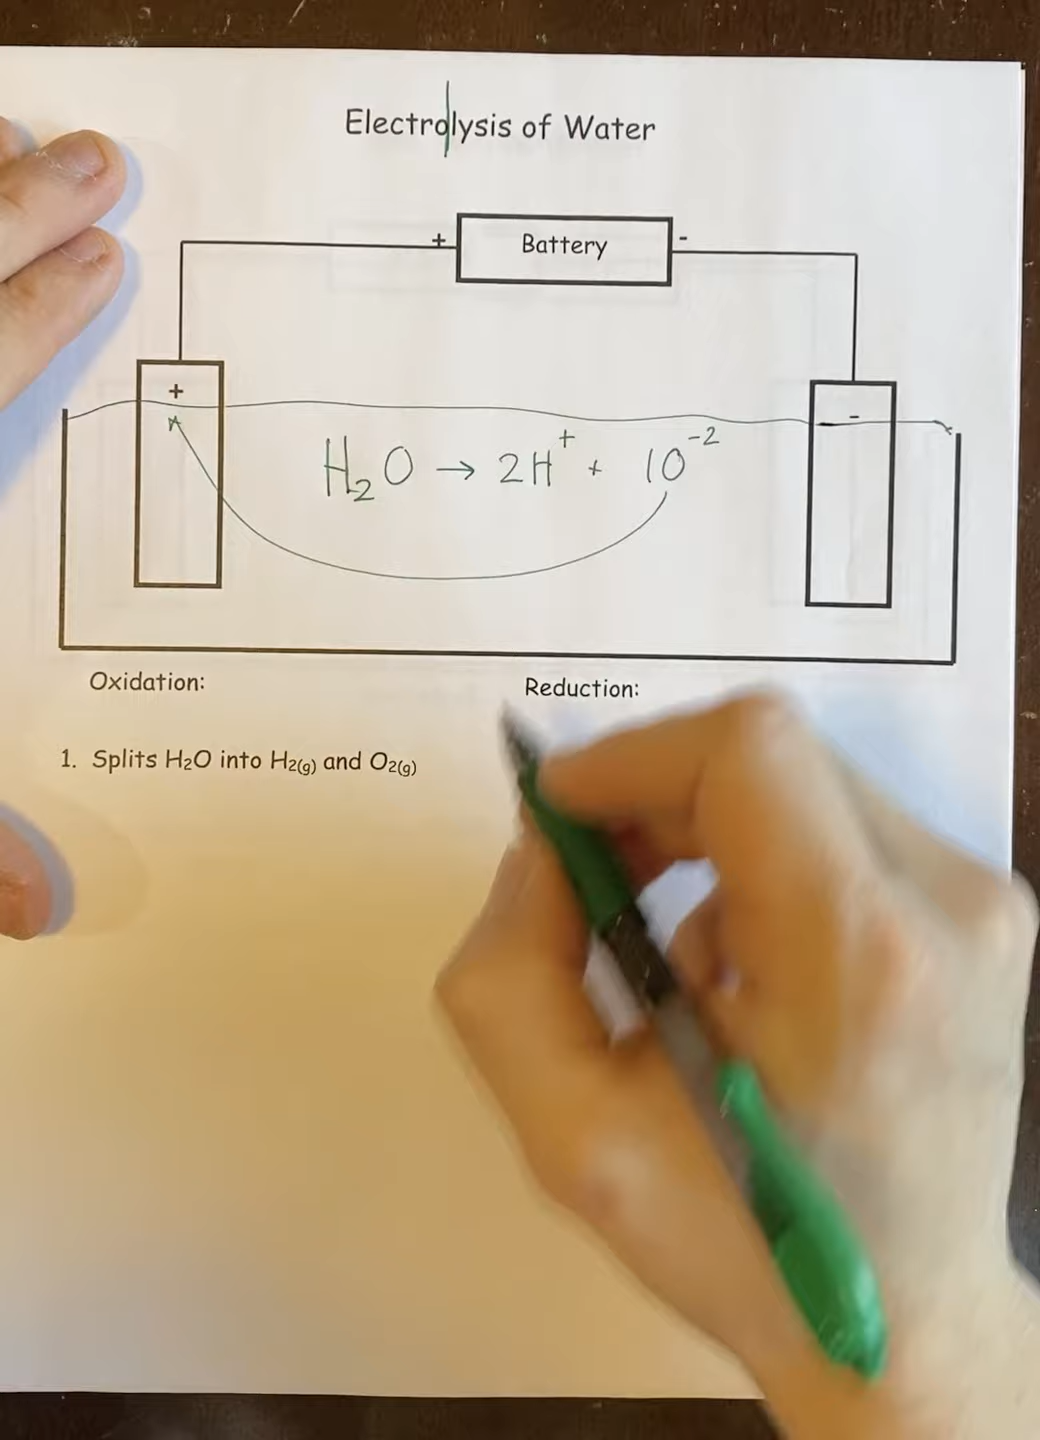 Electrolysis of Water
+ Battery -
+ -
H₂O → 2H⁺ + 1O⁻²
Oxidation: Reduction:
1. Splits H₂O into H₂(g) and O₂(g)